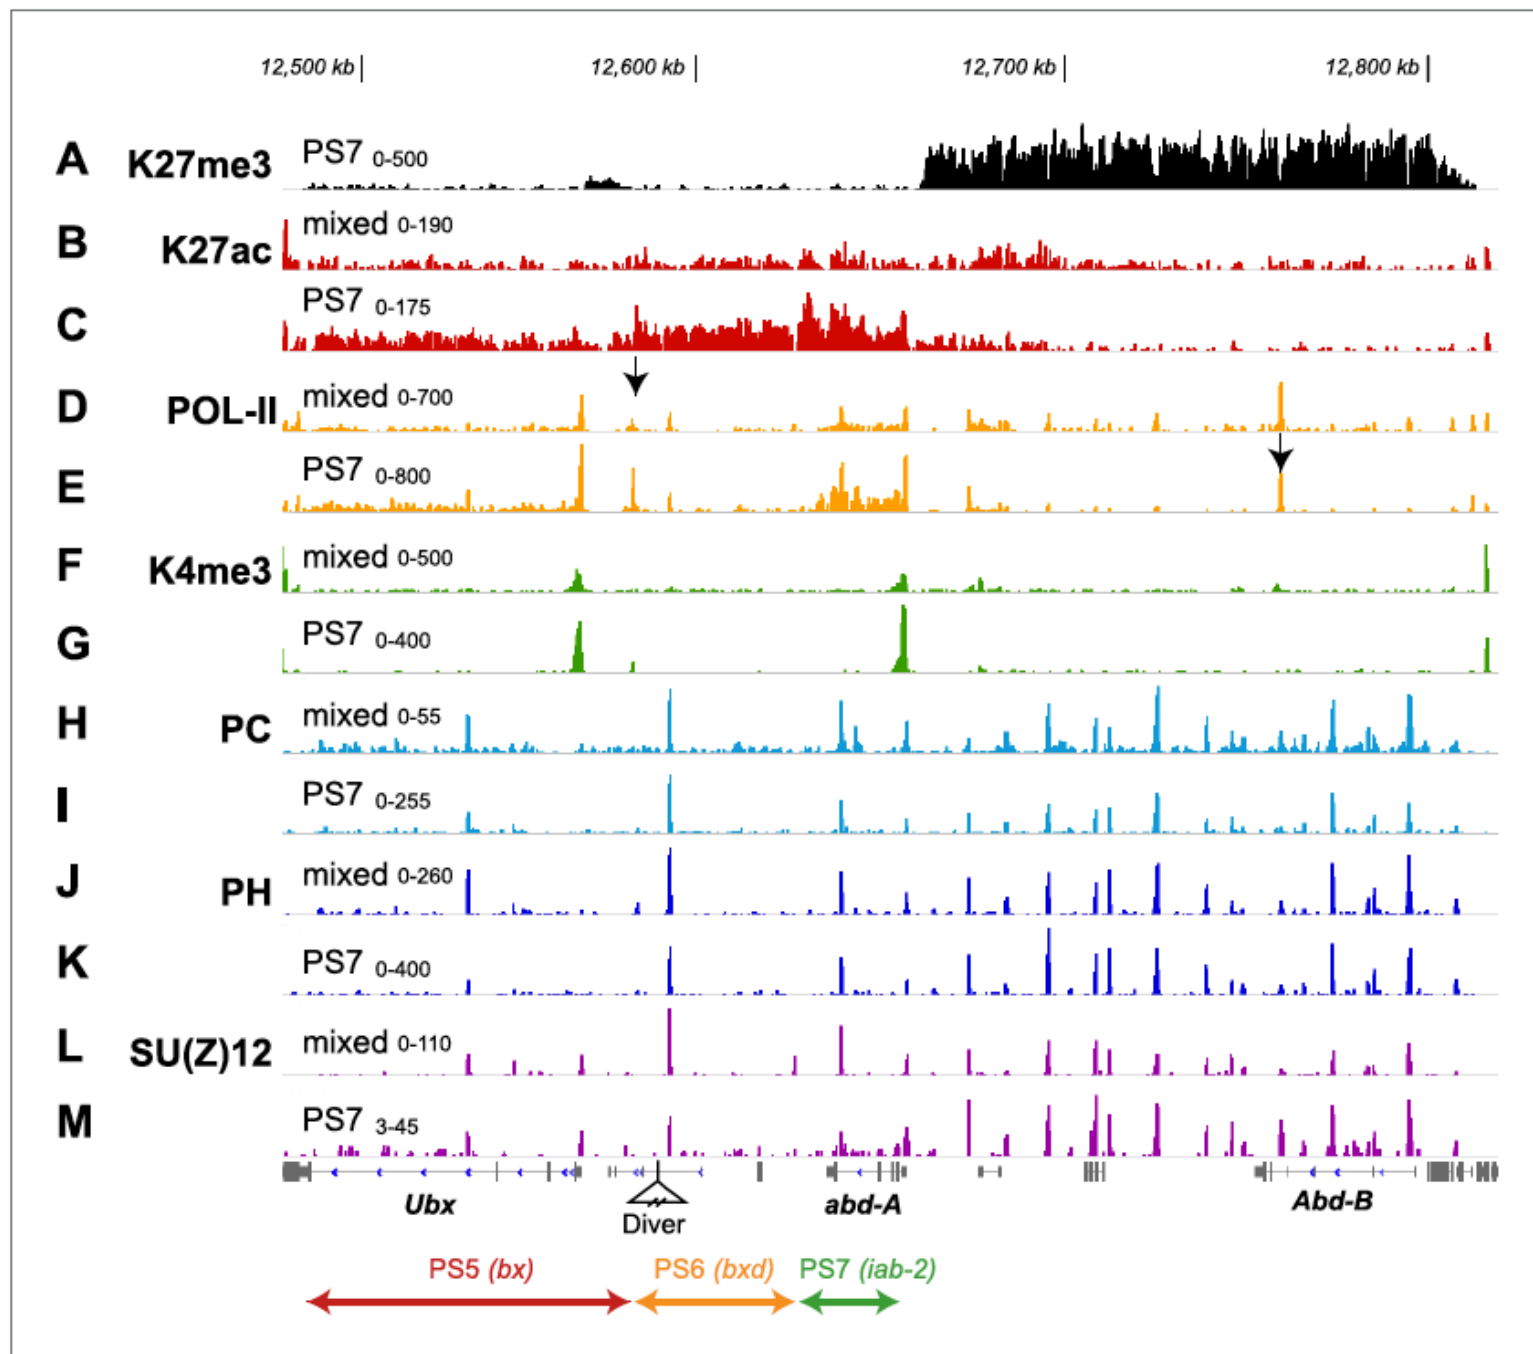 12,500 kb 12,600 kb 12,700 kb 12,800 kb
A K27me3 PS7 0-500
B K27ac mixed 0-190
C PS7 0-175
D POL-II mixed 0-700
E PS7 0-800
F K4me3 mixed 0-500
G PS7 0-400
H PC mixed 0-55
I PS7 0-255
J PH mixed 0-260
K PS7 0-400
L SU(Z)12 mixed 0-110
M PS7 3-45
Ubx abd-A Abd-B
Diver
PS5 (bx) PS6 (bxd) PS7 (iab-2)